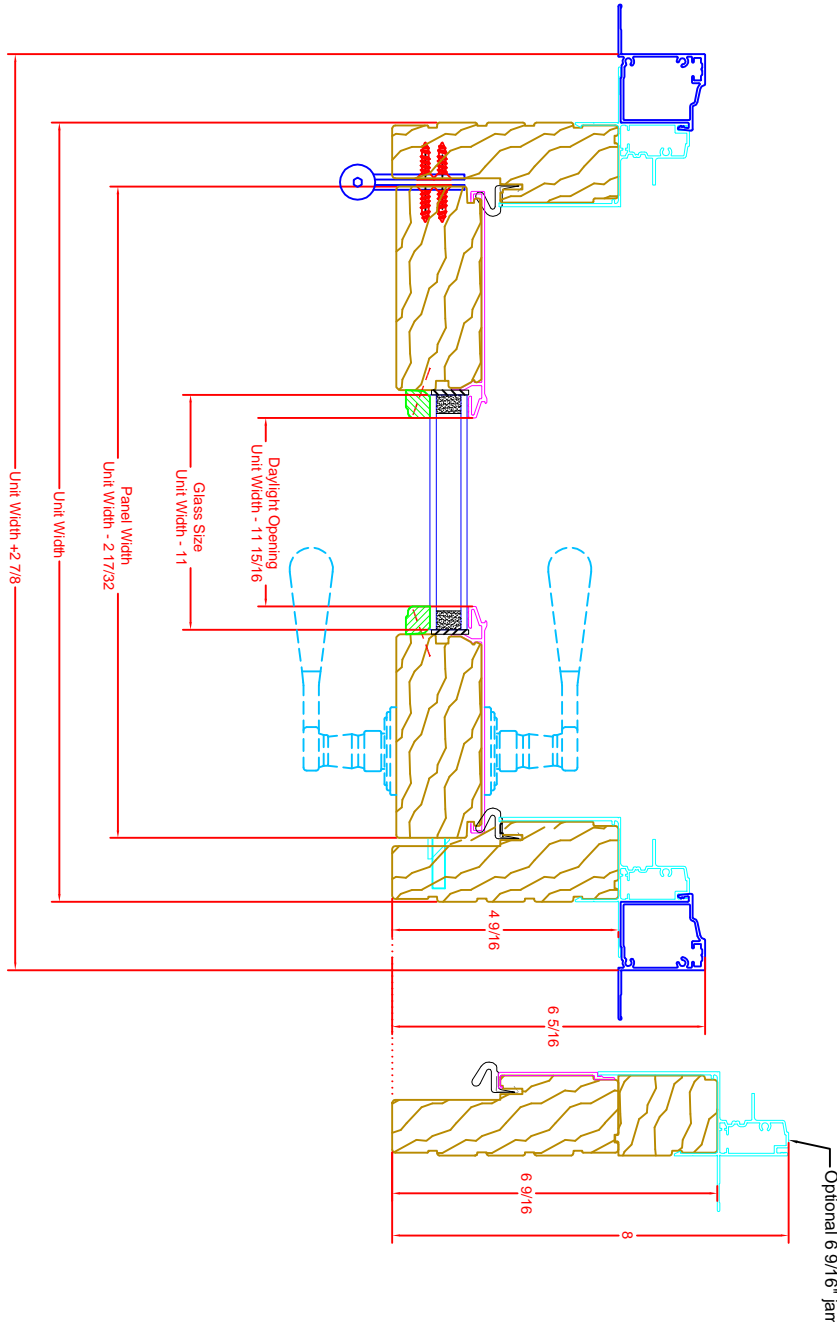 Optional 6 9/16" jam
8
6 9/16
6 5/16
4 9/16
Daylight Opening
Unit Width - 11 15/16
Glass Size
Unit Width - 11
Panel Width
Unit Width - 2 17/32
Unit Width
Unit Width +2 7/8